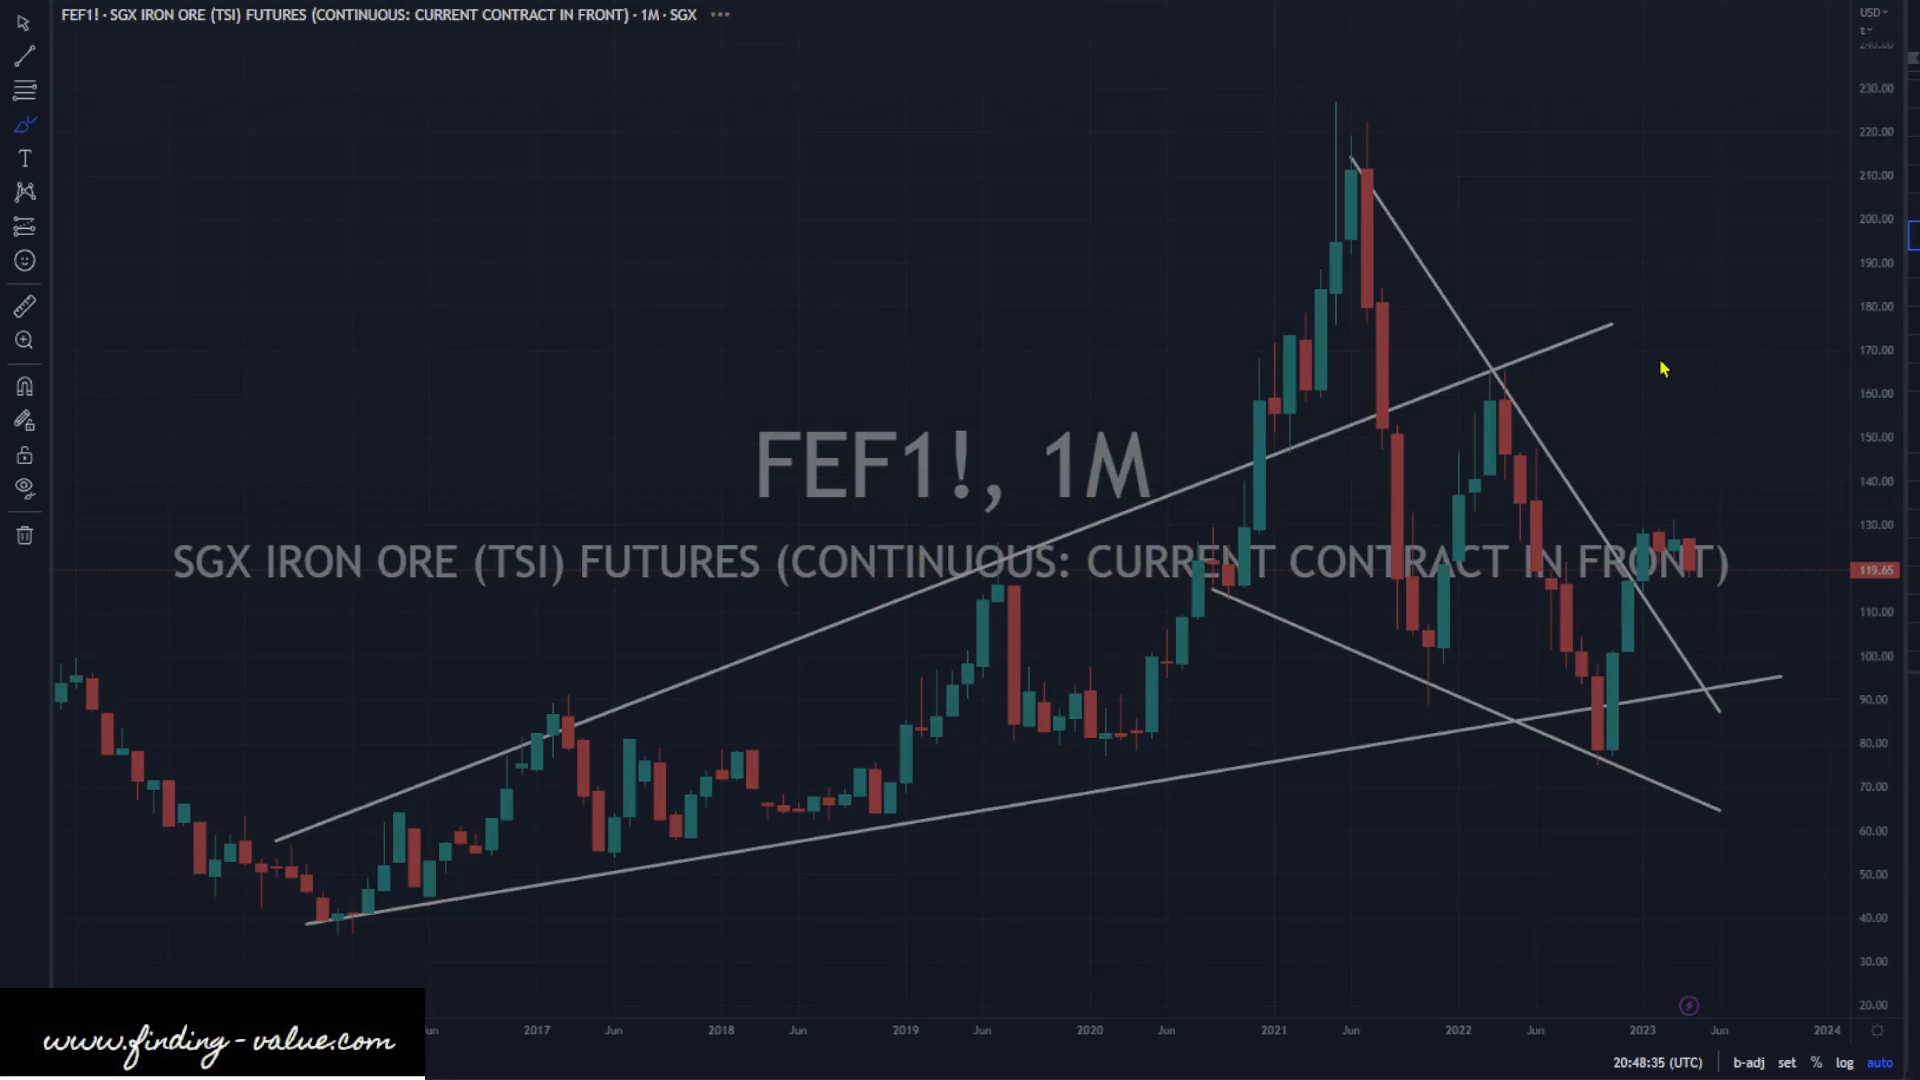 FEF1! · SGX IRON ORE (TSI) FUTURES (CONTINUOUS: CURRENT CONTRACT IN FRONT) · 1M · SGX •••
USD
t
240.00
230.00
220.00
210.00
200.00
190.00
180.00
170.00
160.00
150.00
140.00
130.00
119.65
110.00
100.00
90.00
80.00
70.00
60.00
50.00
40.00
30.00
20.00
FEF1!, 1M
SGX IRON ORE (TSI) FUTURES (CONTINUOUS: CURRENT CONTRACT IN FRONT)
2017 Jun 2018 Jun 2019 Jun 2020 Jun 2021 Jun 2022 Jun 2023 Jun 2024
www.finding-value.com
20:48:35 (UTC) b-adj set % log auto